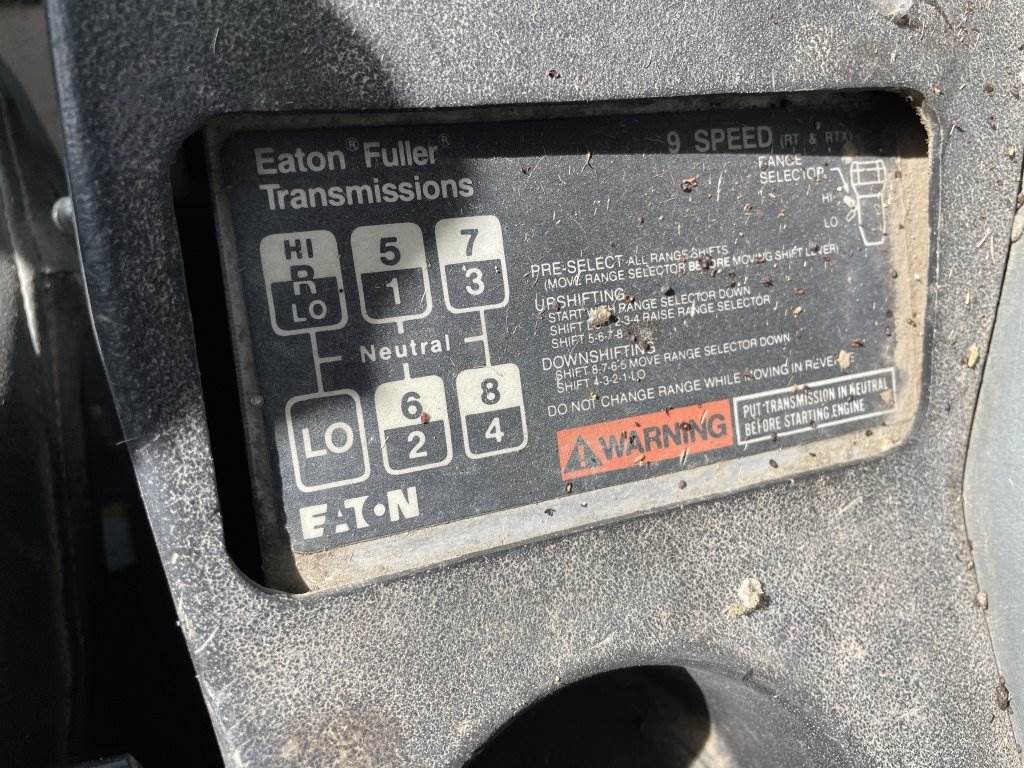 Eaton® Fuller®
Transmissions
9 SPEED (RT & RTX)
RANGE
SELECTOR
HI
LO
HI
R
LO
5
1
7
3
Neutral
LO
6
2
8
4
EATON
PRE-SELECT ALL RANGE SHIFTS
(MOVE RANGE SELECTOR BEFORE MOVING SHIFT LEVER)
UPSHIFTING
START WITH RANGE SELECTOR DOWN
SHIFT 2-3-4 RAISE RANGE SELECTOR
SHIFT 5-6-7-8
DOWNSHIFTING
SHIFT 8-7-6-5 MOVE RANGE SELECTOR DOWN
SHIFT 4-3-2-1-LO
DO NOT CHANGE RANGE WHILE MOVING IN REVERSE
WARNING
PUT TRANSMISSION IN NEUTRAL
BEFORE STARTING ENGINE